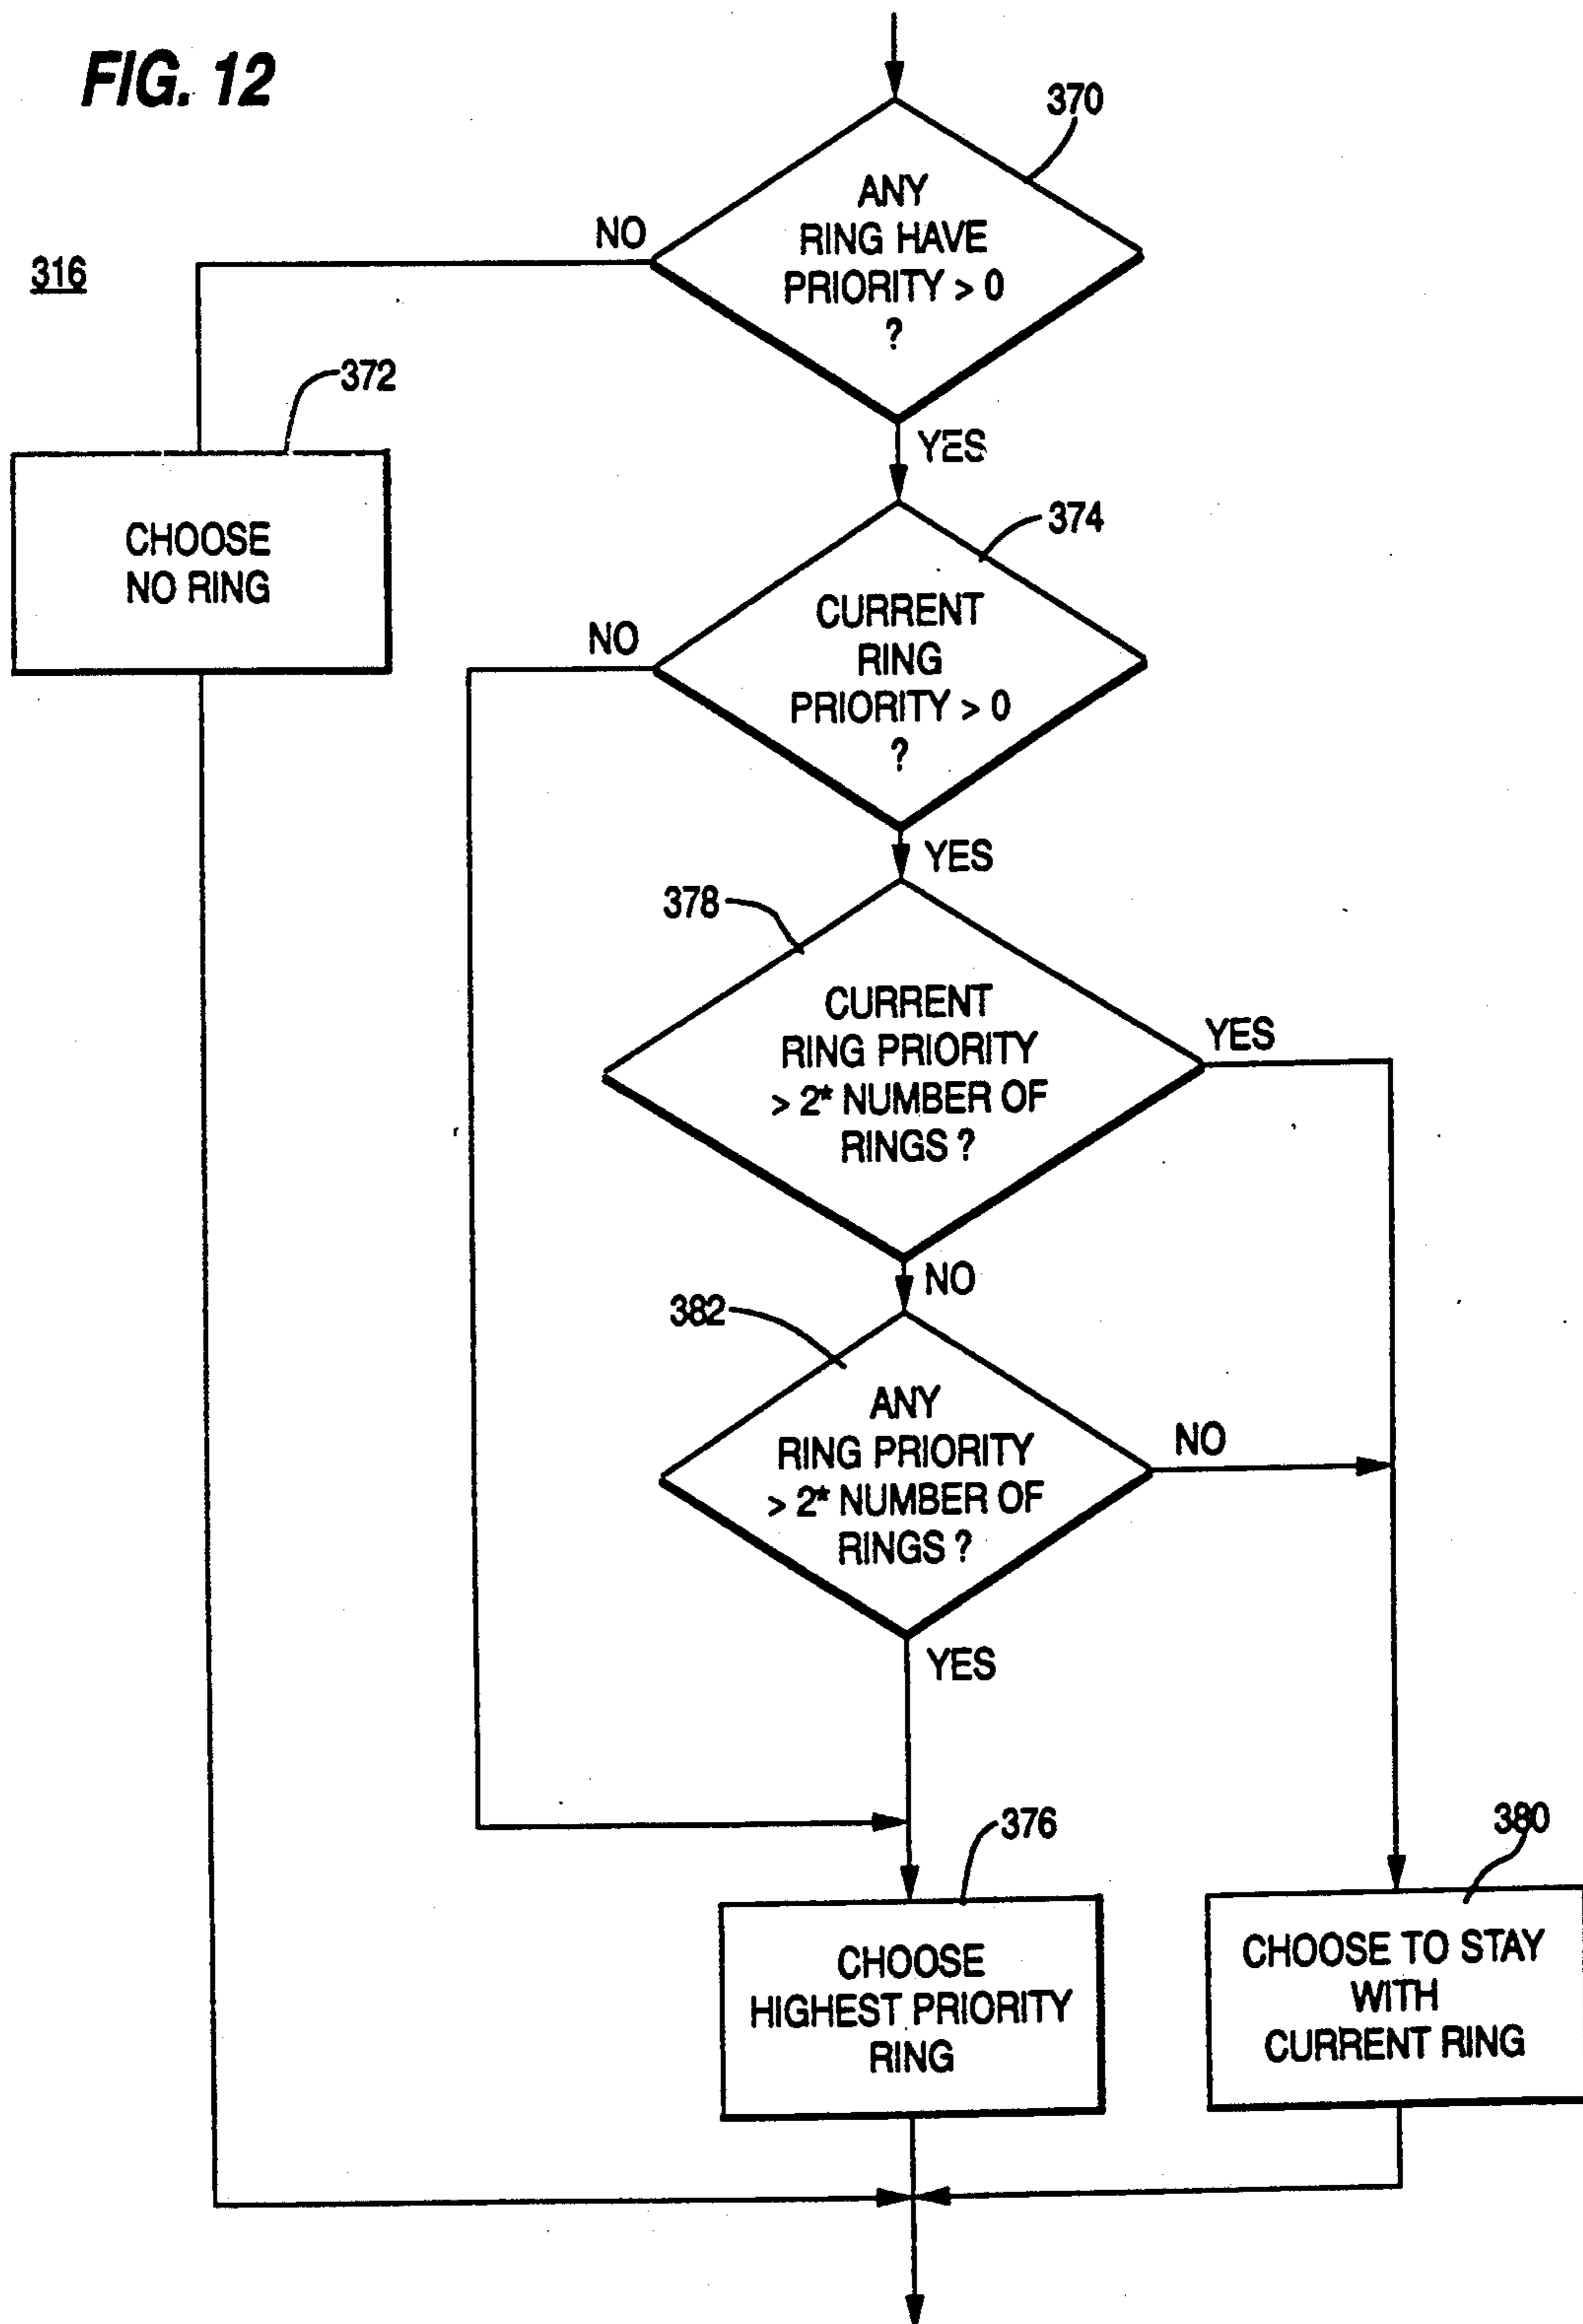 FIG. 12
370
ANY
RING HAVE
PRIORITY > 0
?
NO
316
372
YES
CHOOSE
NO RING
374
CURRENT
RING
PRIORITY > 0
?
NO
YES
378
CURRENT
RING PRIORITY
> 2* NUMBER OF
RINGS ?
YES
NO
382
ANY
RING PRIORITY
> 2* NUMBER OF
RINGS ?
NO
YES
376
380
CHOOSE
HIGHEST PRIORITY
RING
CHOOSE TO STAY
WITH
CURRENT RING